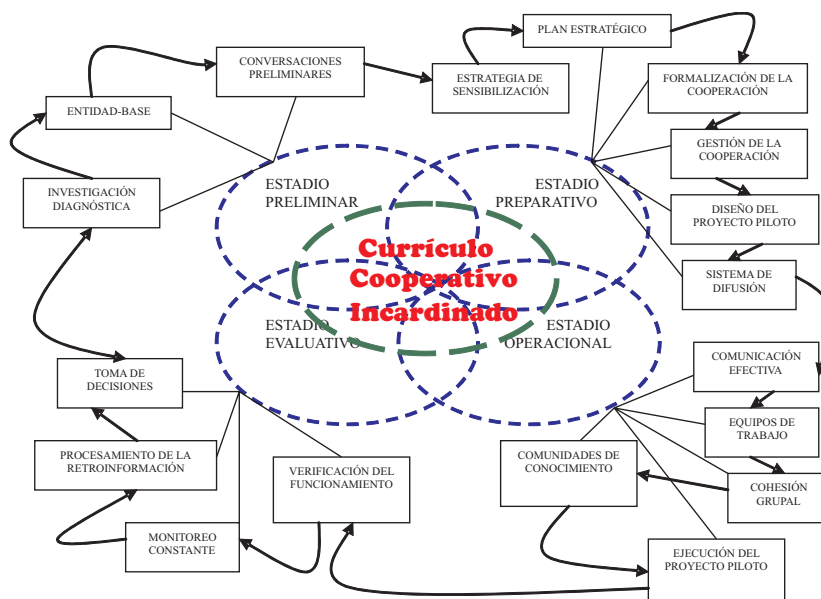 PLAN ESTRATÉGICO
CONVERSACIONES
PRELIMINARES
ESTRATEGIA DE
SENSIBILIZACIÓN
FORMALIZACIÓN DE LA
COOPERACIÓN
ENTIDAD-BASE
GESTIÓN DE LA
COOPERACIÓN
INVESTIGACIÓN
DIAGNÓSTICA
ESTADIO
PRELIMINAR
ESTADIO
PREPARATIVO
DISEÑO DEL
PROYECTO PILOTO
Currículo
Cooperativo
Incardinado
SISTEMA DE
DIFUSIÓN
ESTADIO
EVALUATIVO
ESTADIO
OPERACIONAL
TOMA DE
DECISIONES
COMUNICACIÓN
EFECTIVA
EQUIPOS DE
TRABAJO
PROCESAMIENTO DE LA
RETROINFORMACIÓN
VERIFICACIÓN DEL
FUNCIONAMIENTO
COMUNIDADES DE
CONOCIMIENTO
COHESIÓN
GRUPAL
MONITOREO
CONSTANTE
EJECUCIÓN DEL
PROYECTO PILOTO